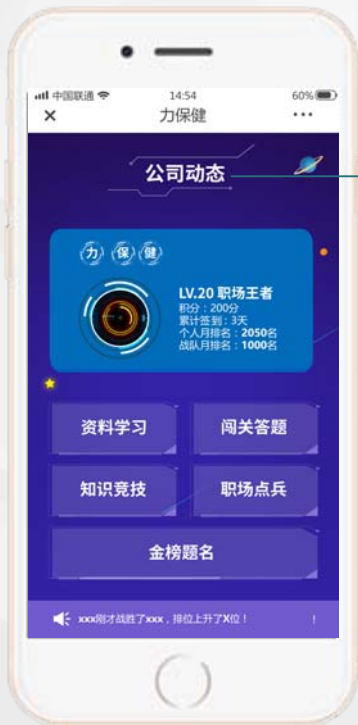 中国联通 14:54 60%
力保健
公司动态
力 保 健
LV.20 职场王者
积分：200分
累计签到：3天
个人月排名：2050名
战队月排名：1000名
资料学习 闯关答题
知识竞技 职场点兵
金榜题名
xxx刚才战胜了xxx，排位上升了X位！ !